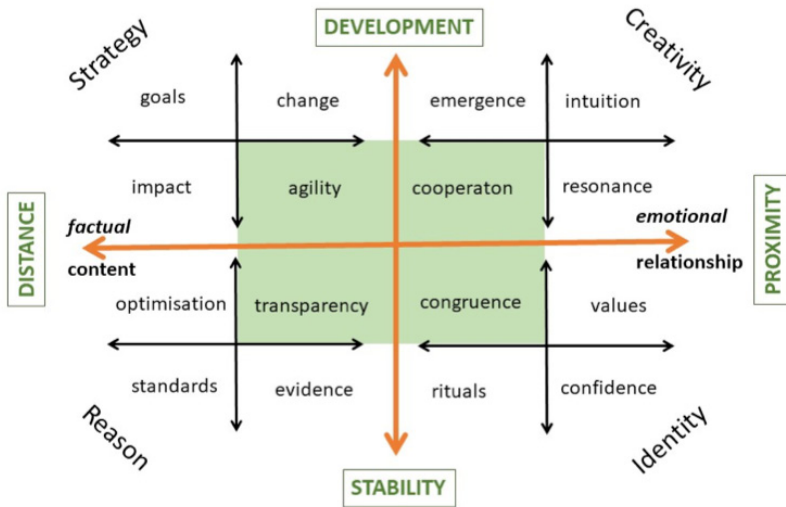 DEVELOPMENT
Strategy
Creativity
goals
change
emergence
intuition
impact
agility
cooperaton
resonance
DISTANCE
factual
content
emotional
relationship
PROXIMITY
optimisation
transparency
congruence
values
standards
evidence
rituals
confidence
Reason
Identity
STABILITY